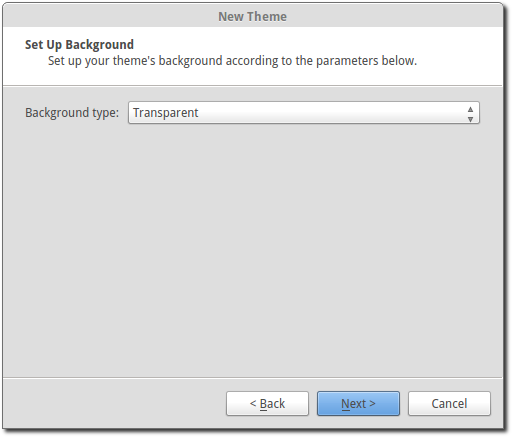 New Theme
Set Up Background
Set up your theme's background according to the parameters below.
Background type: Transparent
< Back Next > Cancel